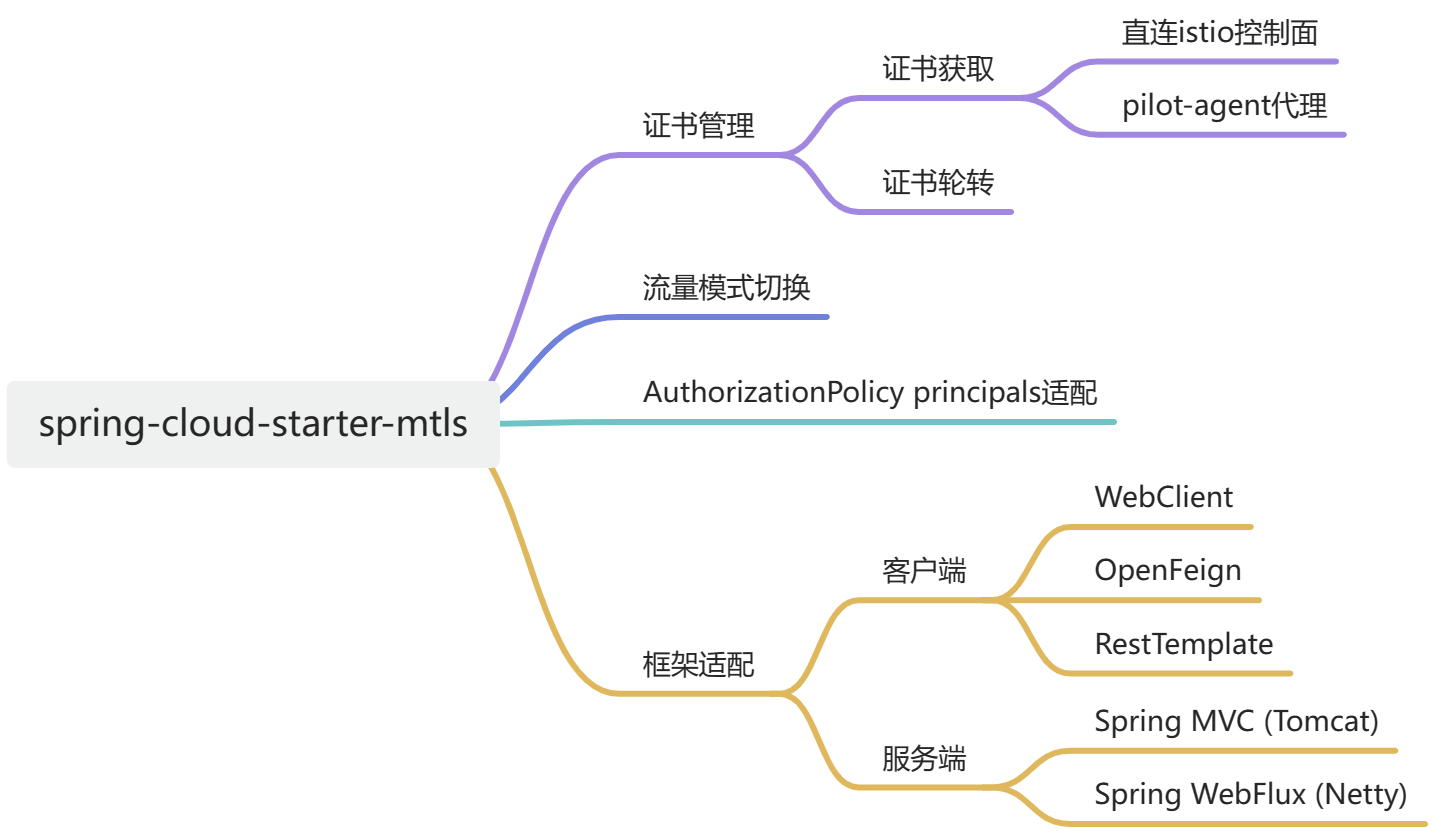 直连istio控制面
证书获取
pilot-agent代理
证书管理
证书轮转
流量模式切换
AuthorizationPolicy principals适配
spring-cloud-starter-mtls
WebClient
客户端
OpenFeign
RestTemplate
框架适配
Spring MVC (Tomcat)
服务端
Spring WebFlux (Netty)